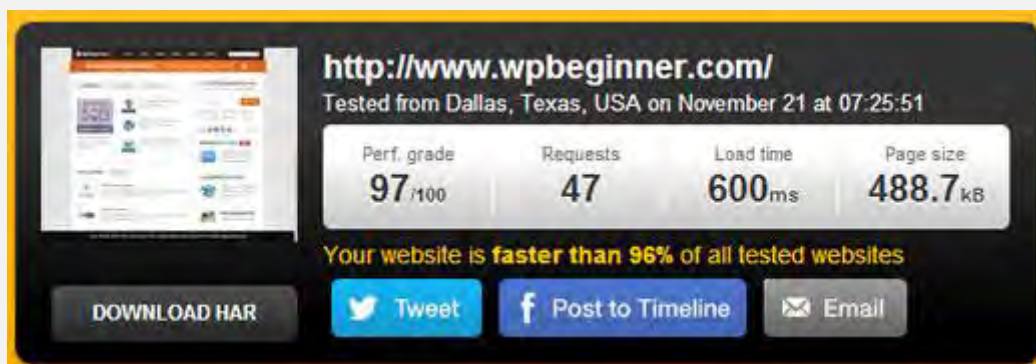 http://www.wpbeginner.com/
Tested from Dallas, Texas, USA on November 21 at 07:25:51
Perf. grade Requests Load time Page size
97/100 47 600ms 488.7kB
Your website is faster than 96% of all tested websites
DOWNLOAD HAR Tweet Post to Timeline Email